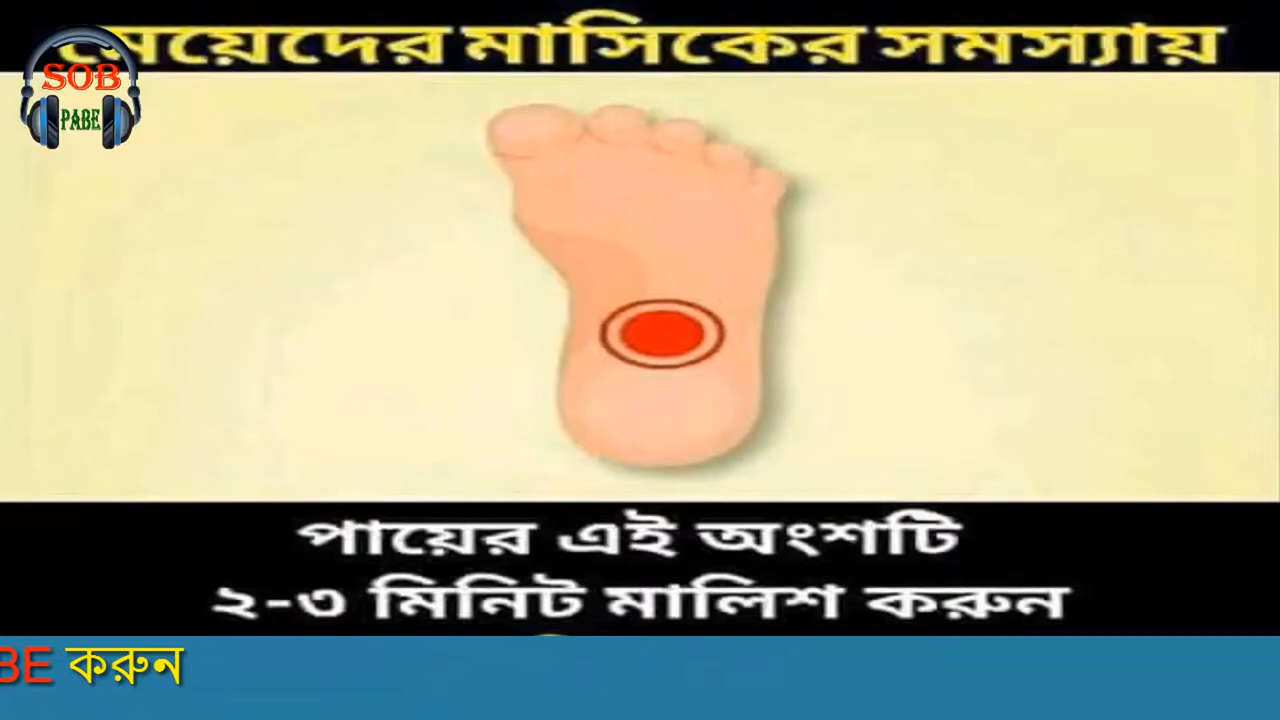 মেয়েদের মাসিকের সমস্যায়
SOB
PABE
পায়ের এই অংশটি
২-৩ মিনিট মালিশ করুন
BE করুন